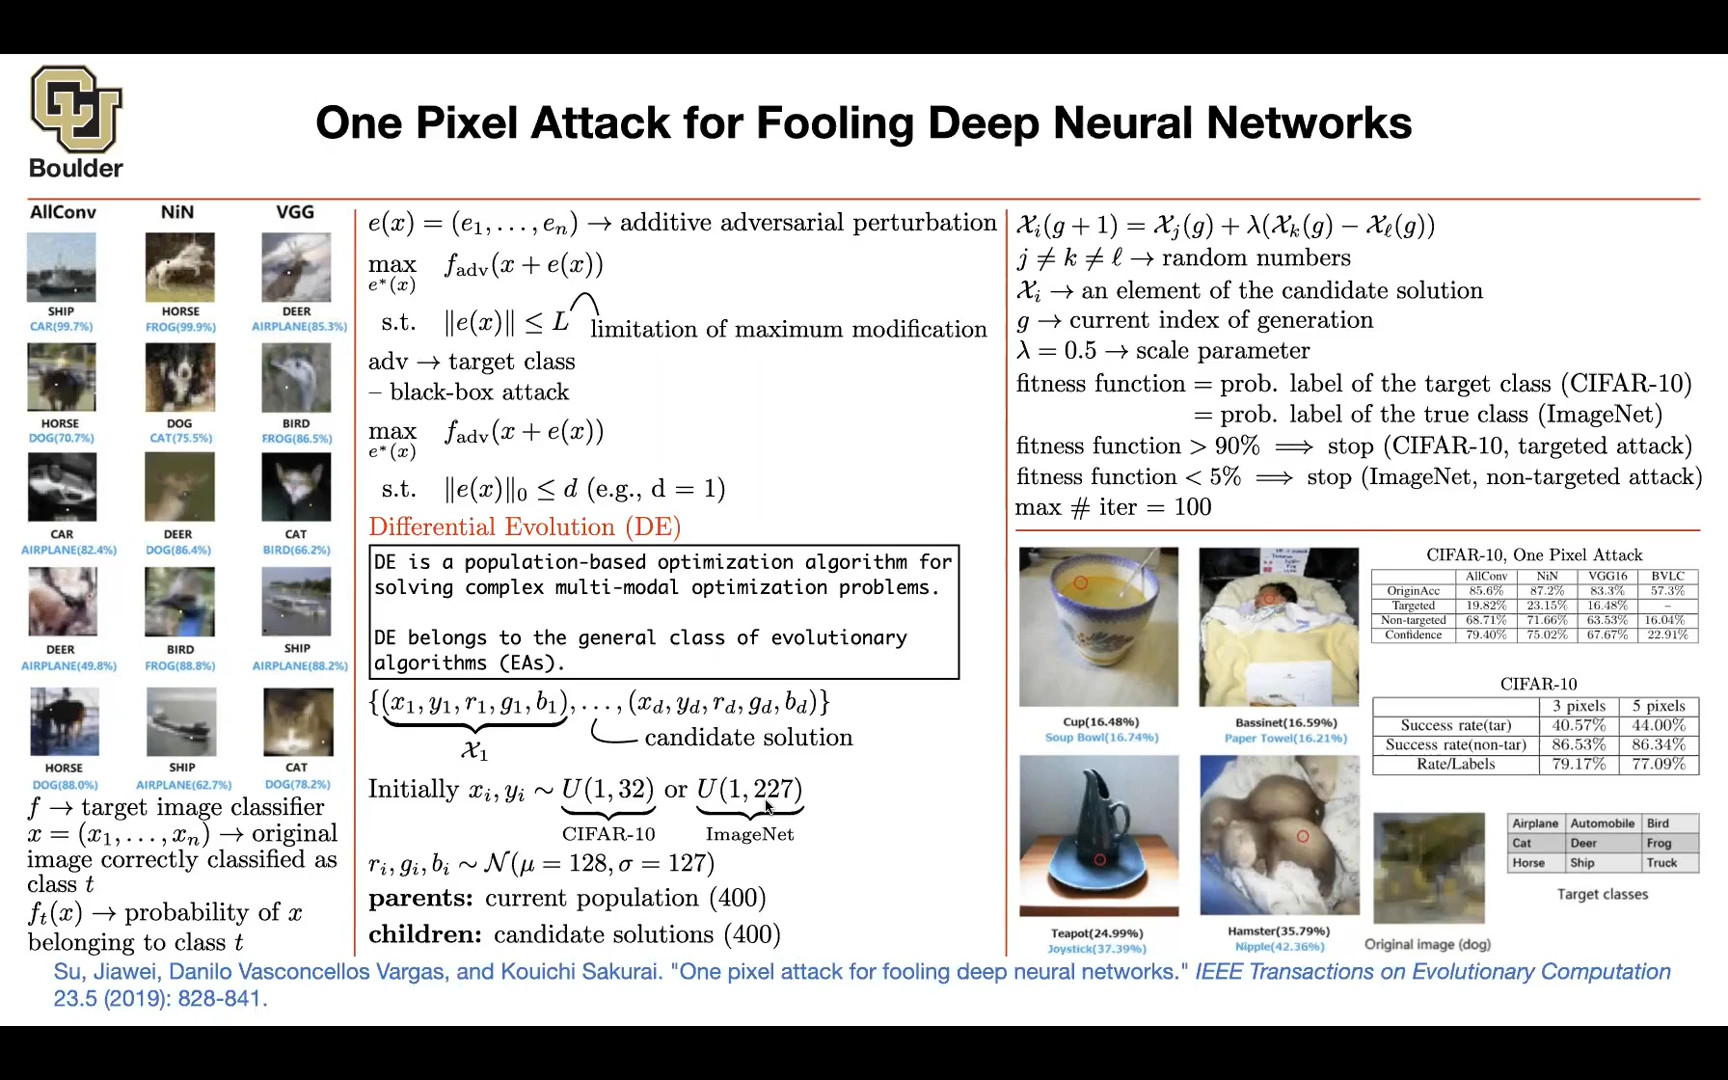 CU
Boulder
One Pixel Attack for Fooling Deep Neural Networks
AllConv NiN VGG
SHIP HORSE DEER
CAR(99.7%) FROG(99.9%) AIRPLANE(85.3%)
HORSE DOG BIRD
DOG(70.7%) CAT(75.5%) FROG(86.5%)
CAR DEER CAT
AIRPLANE(82.4%) DOG(86.4%) BIRD(66.2%)
DEER BIRD SHIP
AIRPLANE(49.8%) FROG(88.8%) AIRPLANE(88.2%)
HORSE SHIP CAT
DOG(88.0%) AIRPLANE(62.7%) DOG(78.2%)
f → target image classifier
x = (x₁, . . . , xₙ) → original
image correctly classified as
class t
fₜ(x) → probability of x
belonging to class t
e(x) = (e₁, . . . , eₙ) → additive adversarial perturbation
max f_adv(x + e(x))
e*(x)
s.t. ‖e(x)‖ ≤ L
limitation of maximum modification
adv → target class
– black-box attack
max f_adv(x + e(x))
e*(x)
s.t. ‖e(x)‖₀ ≤ d (e.g., d = 1)
Differential Evolution (DE)
DE is a population-based optimization algorithm for
solving complex multi-modal optimization problems.
DE belongs to the general class of evolutionary
algorithms (EAs).
{(x₁, y₁, r₁, g₁, b₁), . . . , (x_d, y_d, r_d, g_d, b_d)}
𝒳₁
candidate solution
Initially xᵢ, yᵢ ∼ U(1, 32) or U(1, 227)
CIFAR-10 ImageNet
rᵢ, gᵢ, bᵢ ∼ 𝒩(μ = 128, σ = 127)
parents: current population (400)
children: candidate solutions (400)
𝒳ᵢ(g + 1) = 𝒳ⱼ(g) + λ(𝒳ₖ(g) − 𝒳_ℓ(g))
j ≠ k ≠ ℓ → random numbers
𝒳ᵢ → an element of the candidate solution
g → current index of generation
λ = 0.5 → scale parameter
fitness function = prob. label of the target class (CIFAR-10)
= prob. label of the true class (ImageNet)
fitness function > 90% ⟹ stop (CIFAR-10, targeted attack)
fitness function < 5% ⟹ stop (ImageNet, non-targeted attack)
max # iter = 100
Cup(16.48%) Bassinet(16.59%)
Soup Bowl(16.74%) Paper Towel(16.21%)
Teapot(24.99%) Hamster(35.79%)
Joystick(37.39%) Nipple(42.36%)
CIFAR-10, One Pixel Attack
AllConv NiN VGG16 BVLC
OriginAcc 85.6% 87.2% 83.3% 57.3%
Targeted 19.82% 23.15% 16.48% –
Non-targeted 68.71% 71.66% 63.53% 16.04%
Confidence 79.40% 75.02% 67.67% 22.91%
CIFAR-10
3 pixels 5 pixels
Success rate(tar) 40.57% 44.00%
Success rate(non-tar) 86.53% 86.34%
Rate/Labels 79.17% 77.09%
Airplane Automobile Bird
Cat Deer Frog
Horse Ship Truck
Target classes
Original image (dog)
Su, Jiawei, Danilo Vasconcellos Vargas, and Kouichi Sakurai. "One pixel attack for fooling deep neural networks." IEEE Transactions on Evolutionary Computation
23.5 (2019): 828-841.